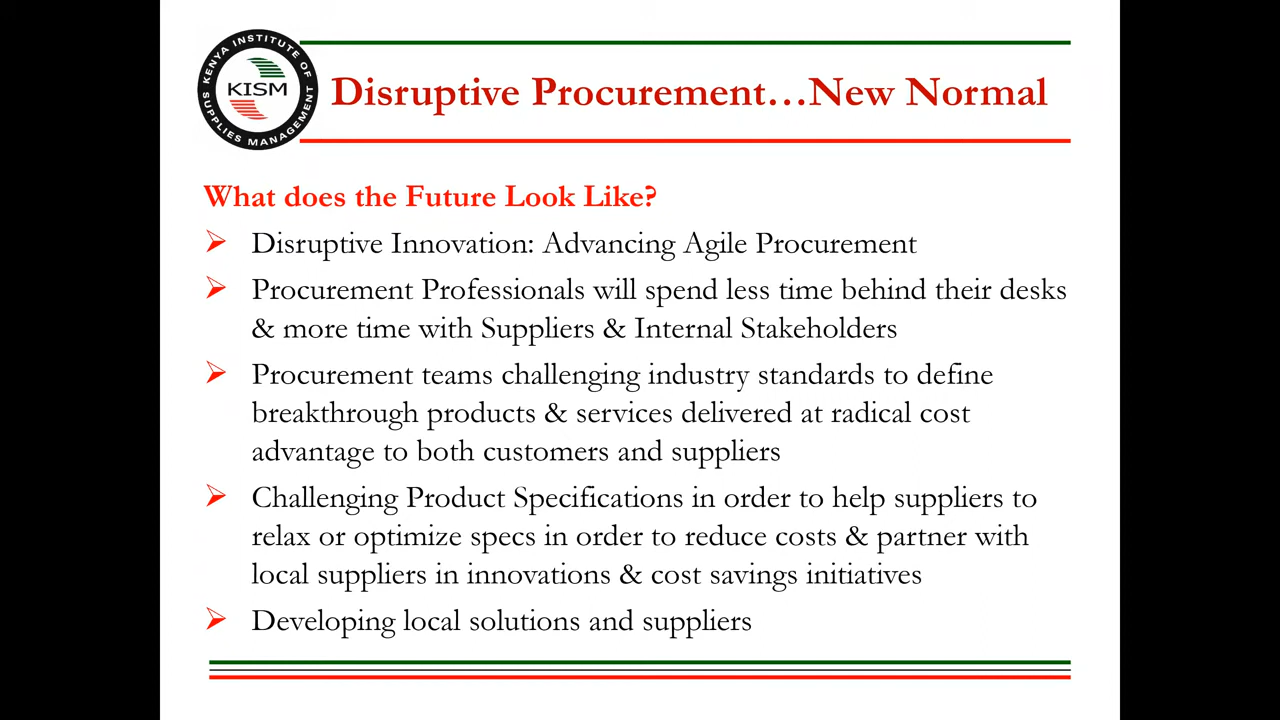 KENYA INSTITUTE OF
SUPPLIES MANAGEMENT
KISM
Disruptive Procurement…New Normal
What does the Future Look Like?
Disruptive Innovation: Advancing Agile Procurement
Procurement Professionals will spend less time behind their desks
& more time with Suppliers & Internal Stakeholders
Procurement teams challenging industry standards to define
breakthrough products & services delivered at radical cost
advantage to both customers and suppliers
Challenging Product Specifications in order to help suppliers to
relax or optimize specs in order to reduce costs & partner with
local suppliers in innovations & cost savings initiatives
Developing local solutions and suppliers